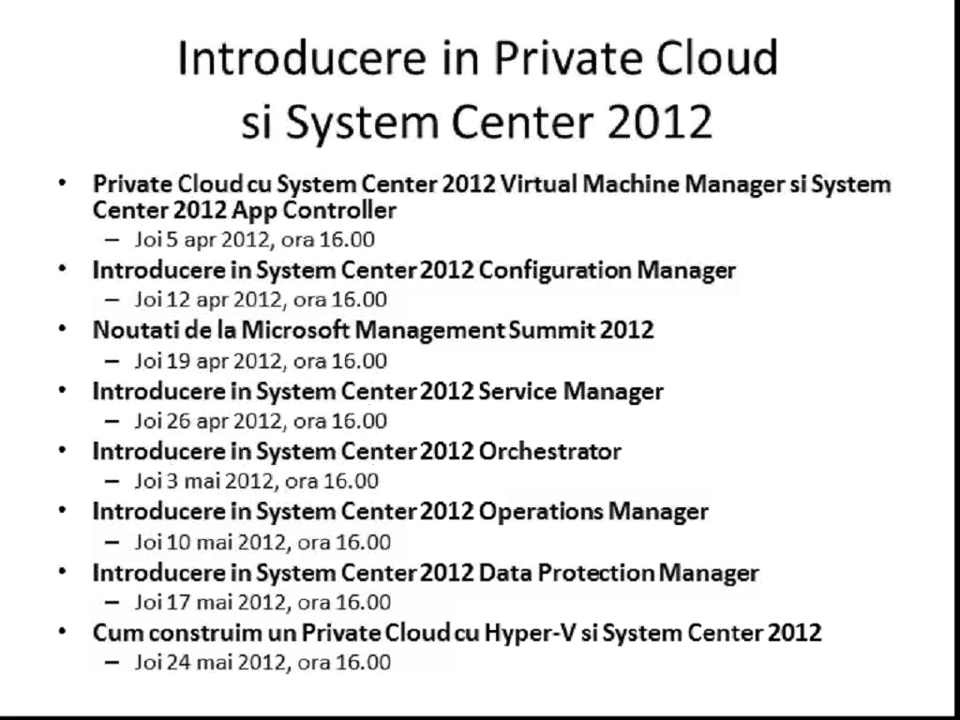 Introducere in Private Cloud
si System Center 2012
• Private Cloud cu System Center 2012 Virtual Machine Manager si System
Center 2012 App Controller
– Joi 5 apr 2012, ora 16.00
• Introducere in System Center 2012 Configuration Manager
– Joi 12 apr 2012, ora 16.00
• Noutati de la Microsoft Management Summit 2012
– Joi 19 apr 2012, ora 16.00
• Introducere in System Center 2012 Service Manager
– Joi 26 apr 2012, ora 16.00
• Introducere in System Center 2012 Orchestrator
– Joi 3 mai 2012, ora 16.00
• Introducere in System Center 2012 Operations Manager
– Joi 10 mai 2012, ora 16.00
• Introducere in System Center 2012 Data Protection Manager
– Joi 17 mai 2012, ora 16.00
• Cum construim un Private Cloud cu Hyper-V si System Center 2012
– Joi 24 mai 2012, ora 16.00